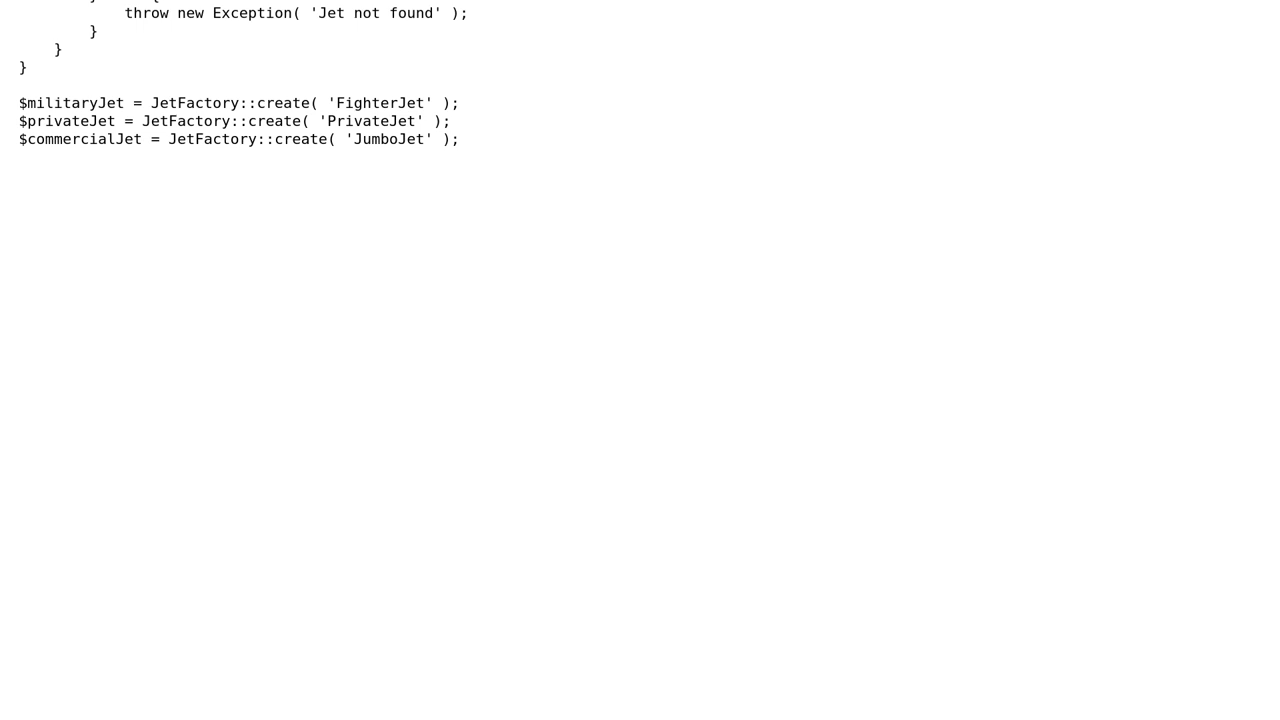 throw new Exception( 'Jet not found' );
}
}
}
$militaryJet = JetFactory::create( 'FighterJet' );
$privateJet = JetFactory::create( 'PrivateJet' );
$commercialJet = JetFactory::create( 'JumboJet' );